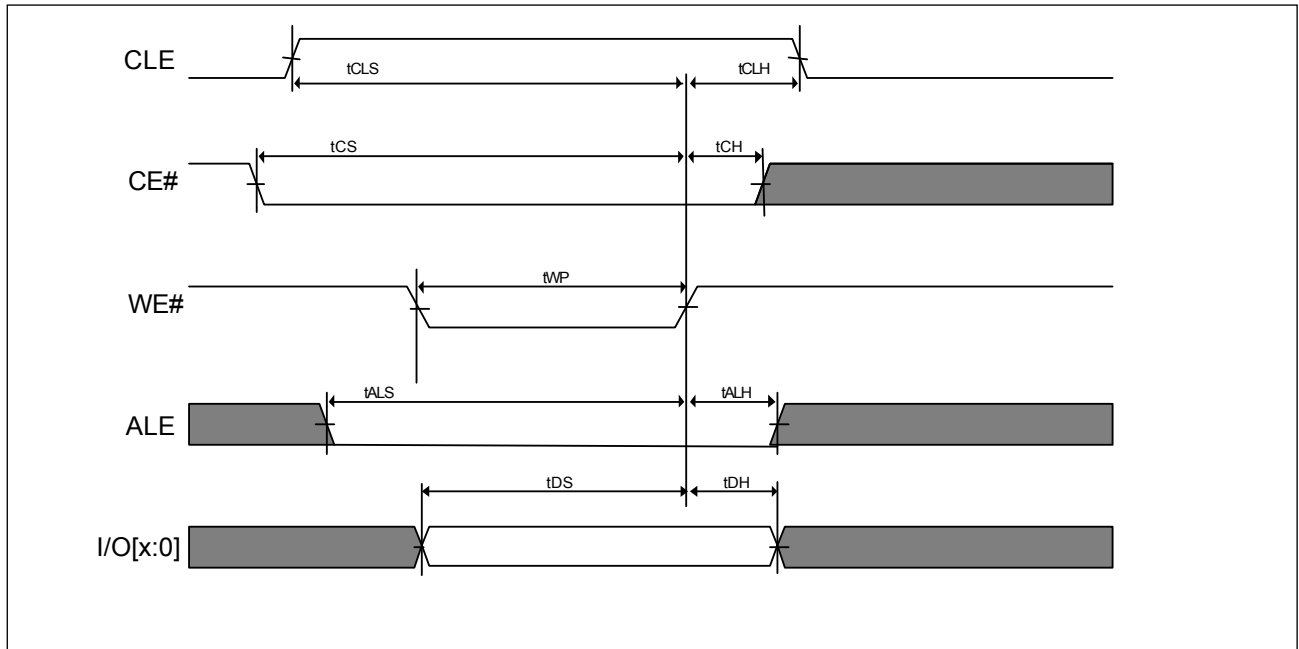 CLE
tCLS
tCLH
tCS
tCH
CE#
tWP
WE#
tALS
tALH
ALE
tDS
tDH
I/O[x:0]